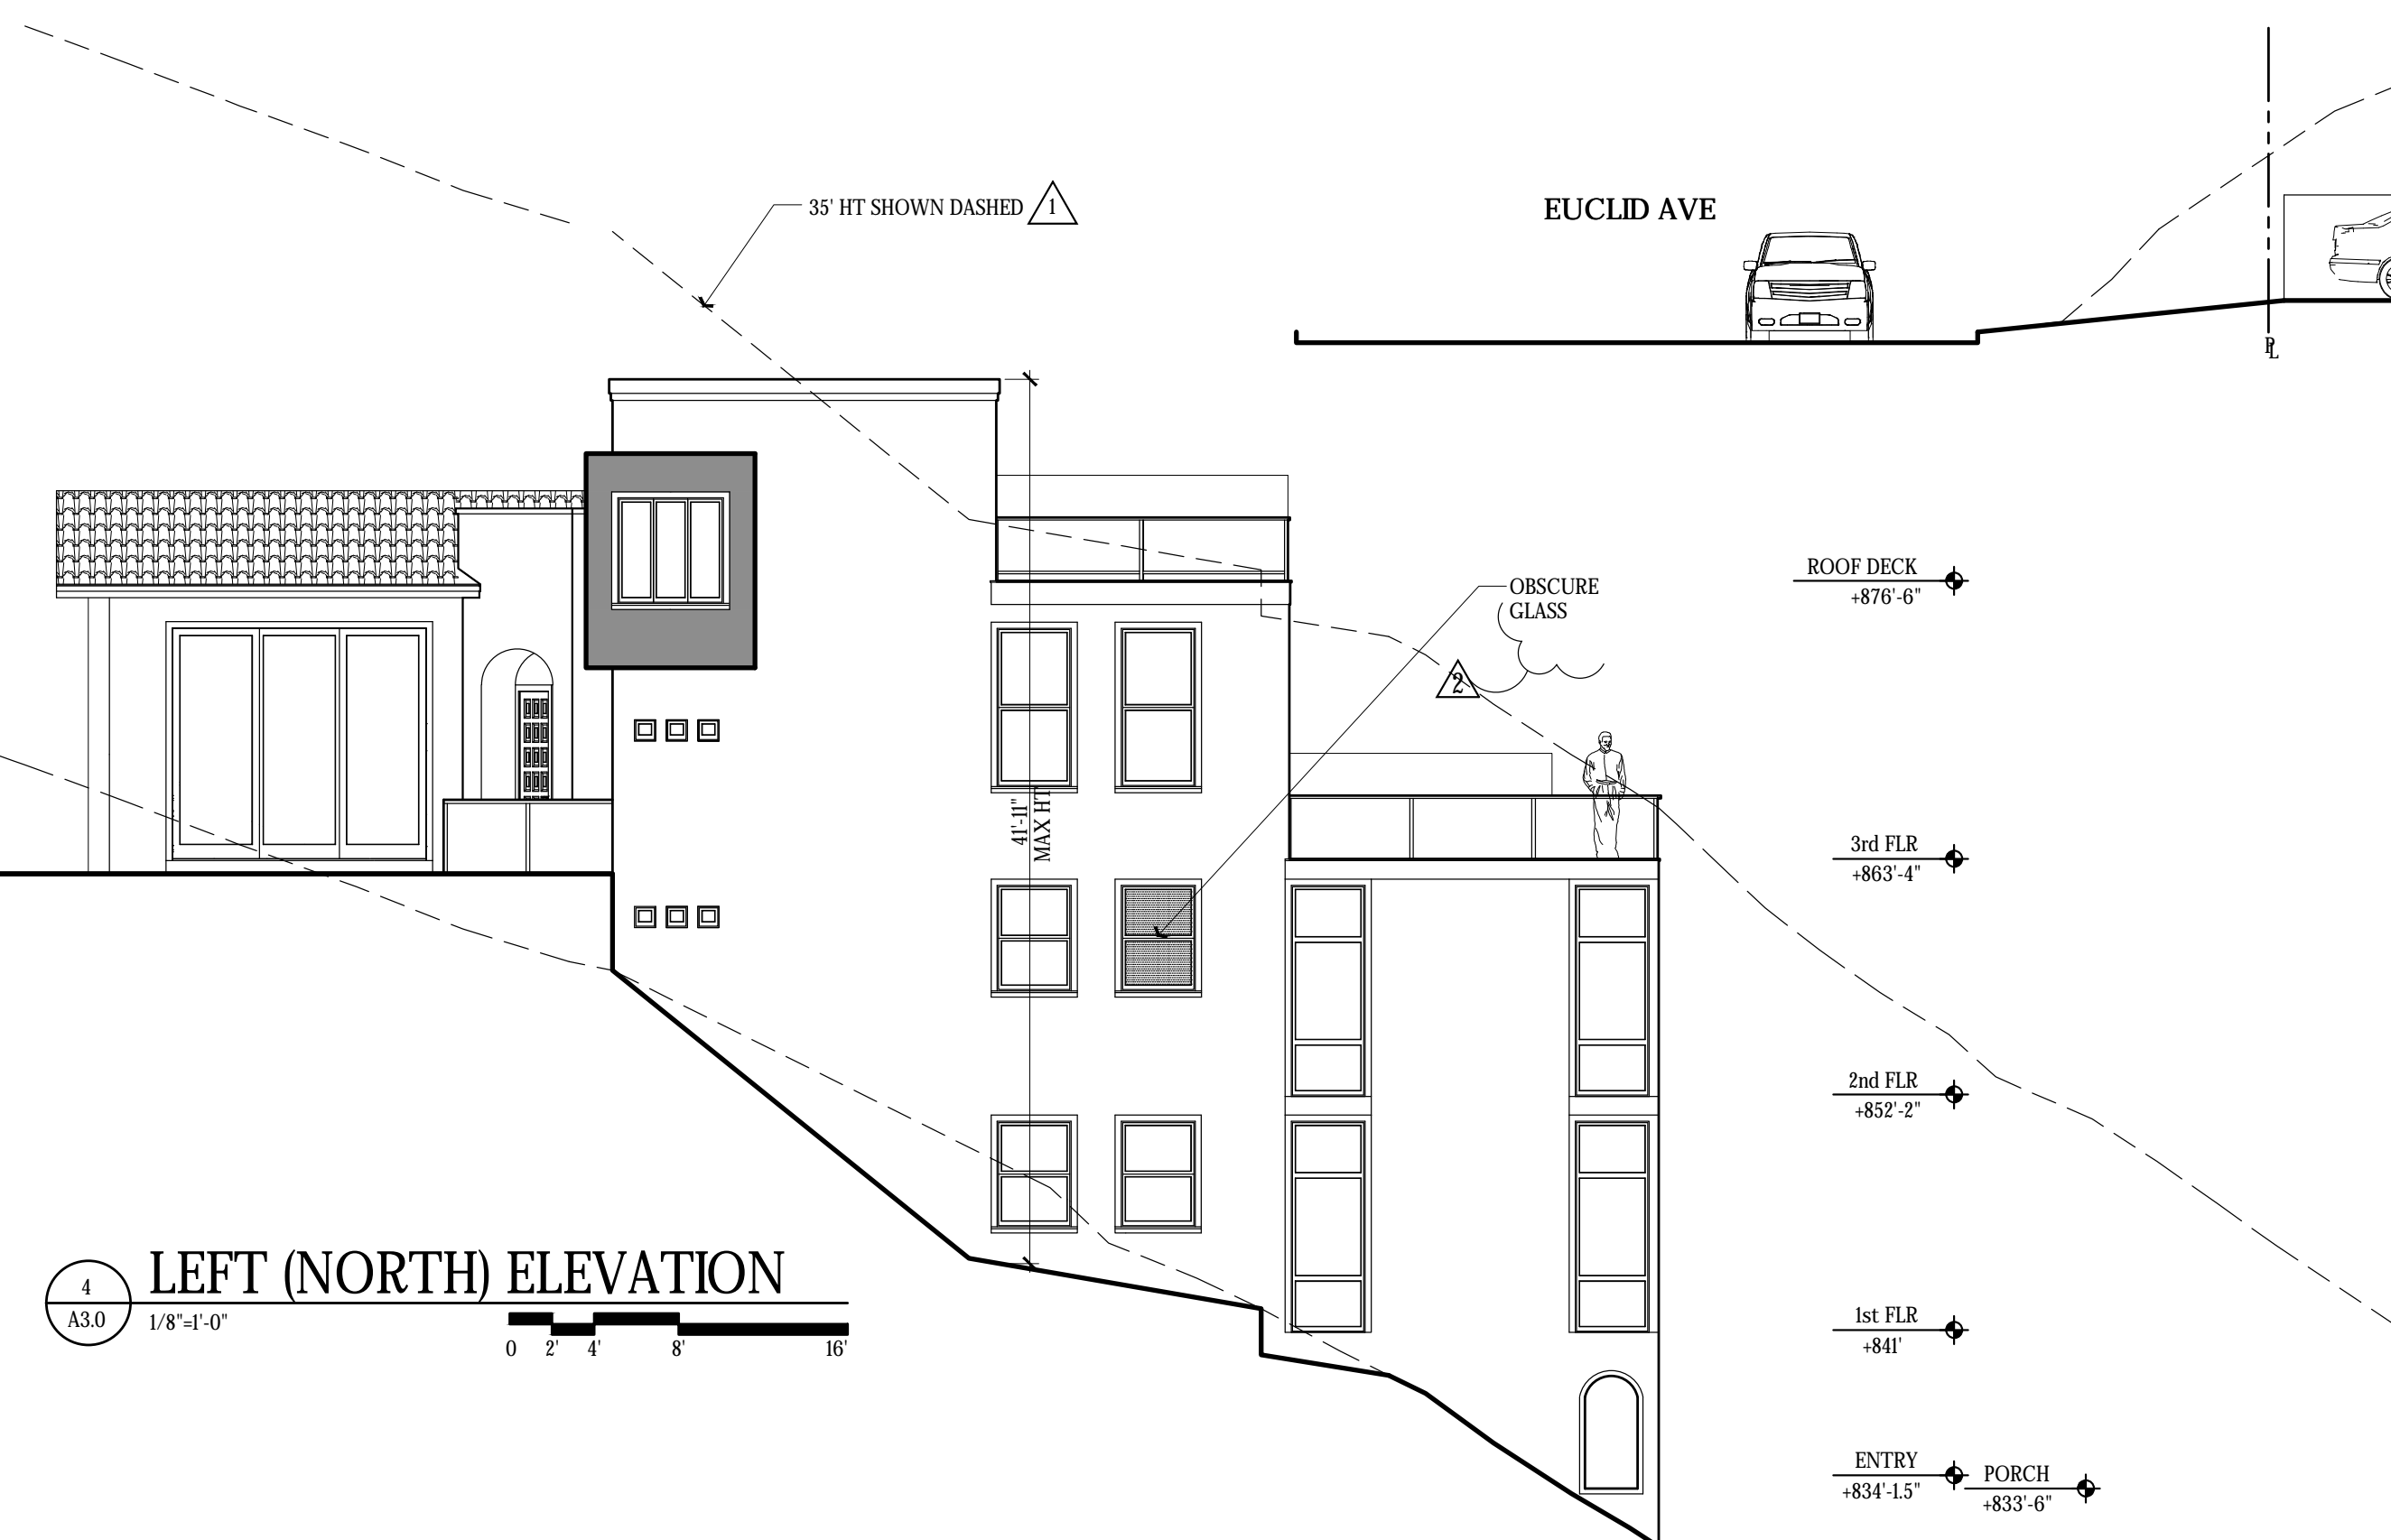 35' HT SHOWN DASHED 1
EUCLID AVE
PL
OBSCURE
GLASS
2
41'-11"
MAX HT
ROOF DECK
+876'-6"
3rd FLR
+863'-4"
2nd FLR
+852'-2"
1st FLR
+841'
ENTRY
+834'-1.5"
PORCH
+833'-6"
4
A3.0
LEFT (NORTH) ELEVATION
1/8"=1'-0"
0 2' 4' 8' 16'